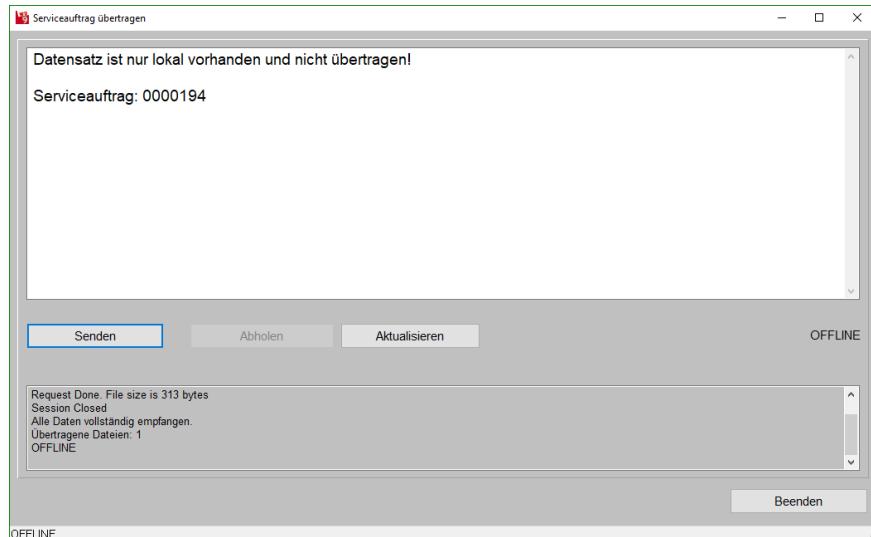 Serviceauftrag übertragen
Datensatz ist nur lokal vorhanden und nicht übertragen!
Serviceauftrag: 0000194
Senden
Abholen
Aktualisieren
OFFLINE
Request Done. File size is 313 bytes
Session Closed
Alle Daten vollständig empfangen.
Übertragene Dateien: 1
OFFLINE
Beenden
OFFLINE